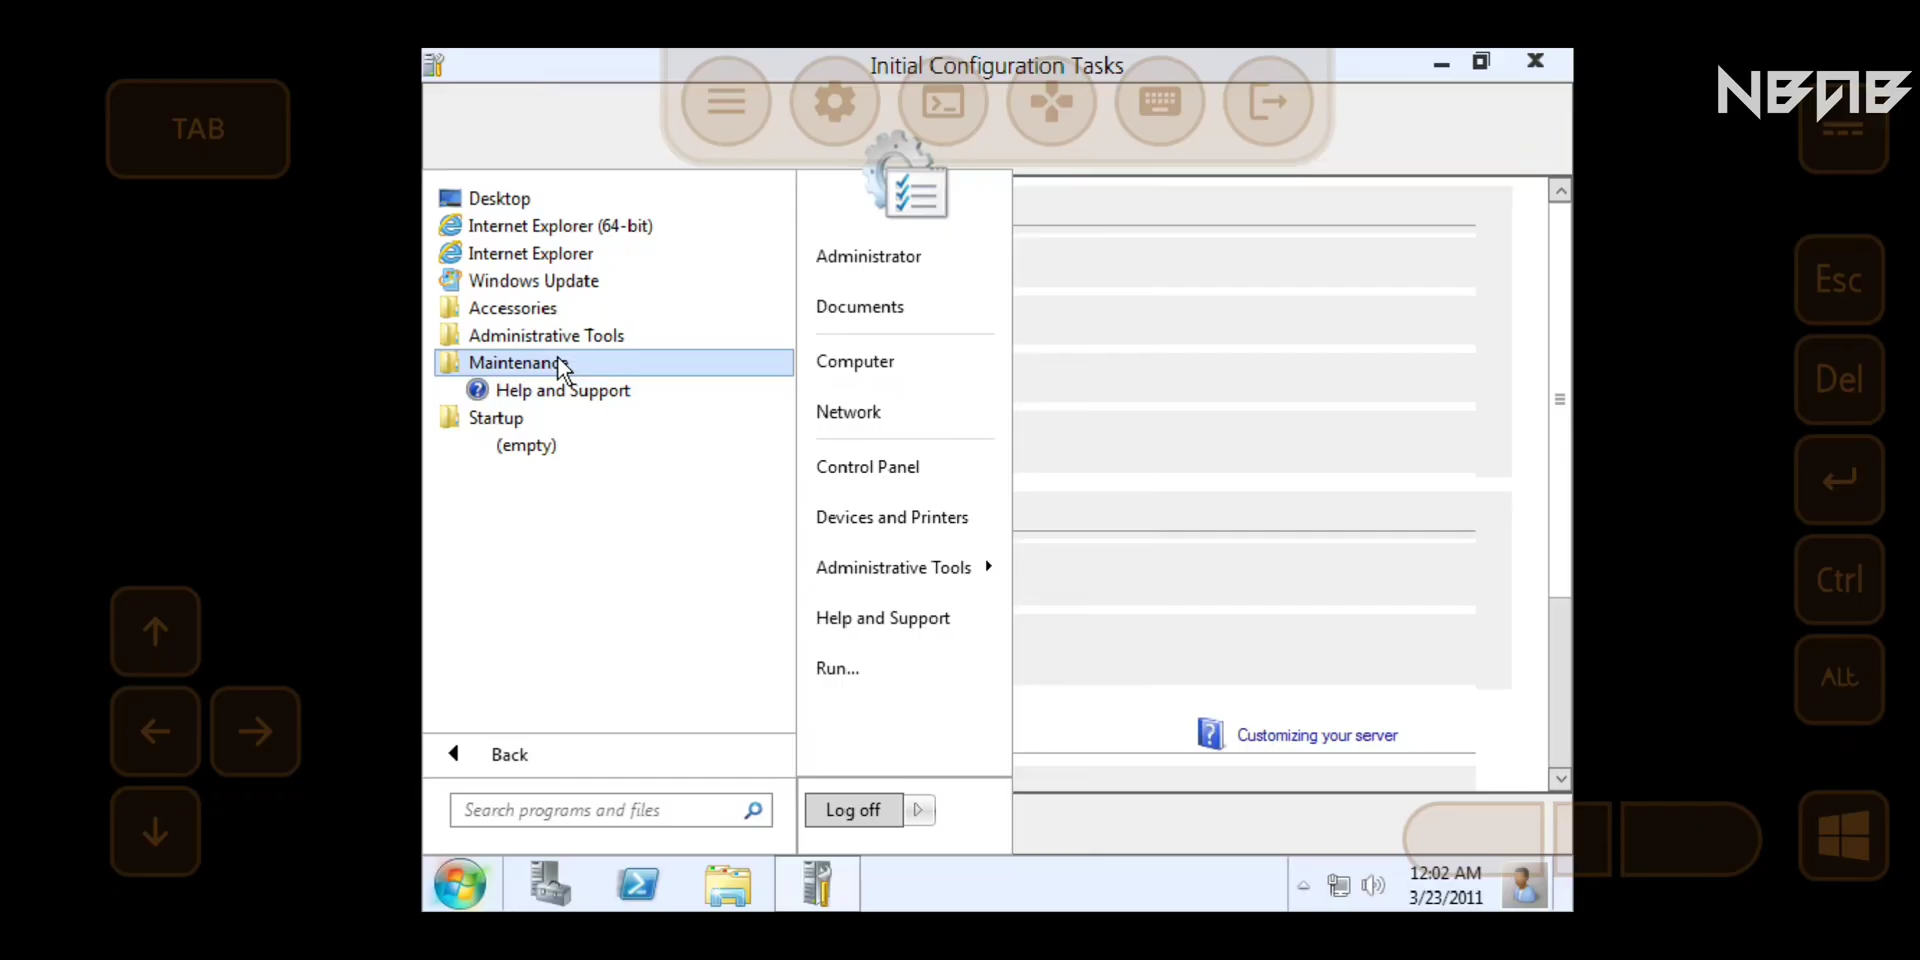 Initial Configuration Tasks
NBNB
TAB
Desktop
Internet Explorer (64-bit)
Internet Explorer
Windows Update
Accessories
Administrative Tools
Maintenance
Help and Support
Startup
(empty)
Back
Search programs and files
Administrator
Documents
Computer
Network
Control Panel
Devices and Printers
Administrative Tools
Help and Support
Run...
Log off
Customizing your server
Esc
Del
Ctrl
ALt
12:02 AM
3/23/2011